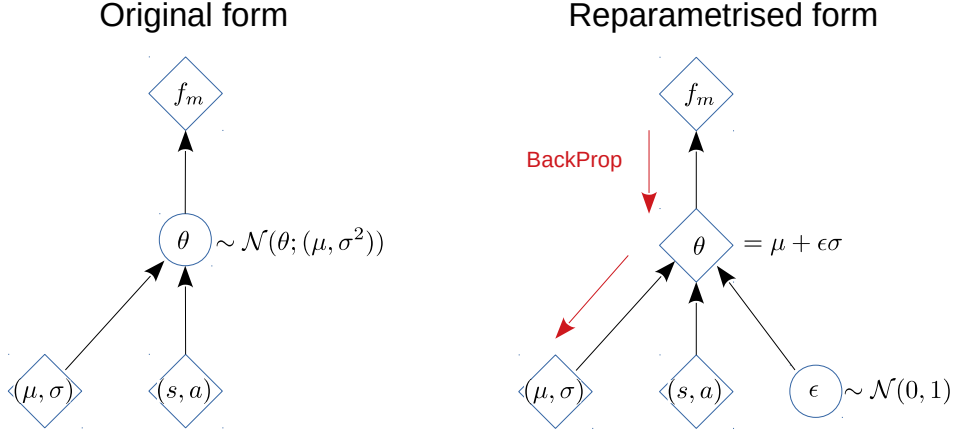 Original form
f_m
θ ∼ 𝒩(θ; (μ, σ²))
(μ, σ)
(s, a)
Reparametrised form
f_m
BackProp
θ = μ + ϵσ
(μ, σ)
(s, a)
ϵ ∼ 𝒩(0, 1)